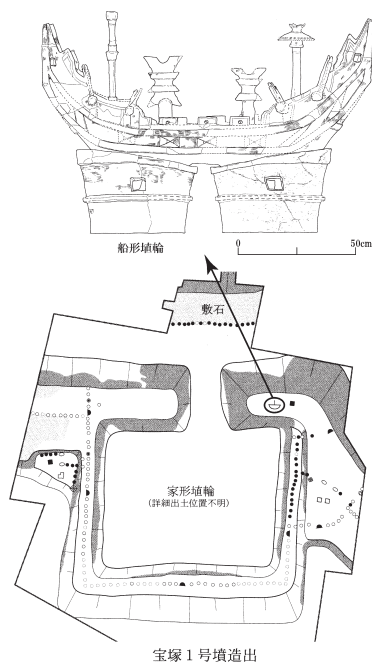 船形埴輪
0 50cm
敷石
家形埴輪
(詳細出土位置不明)
宝塚1号墳造出